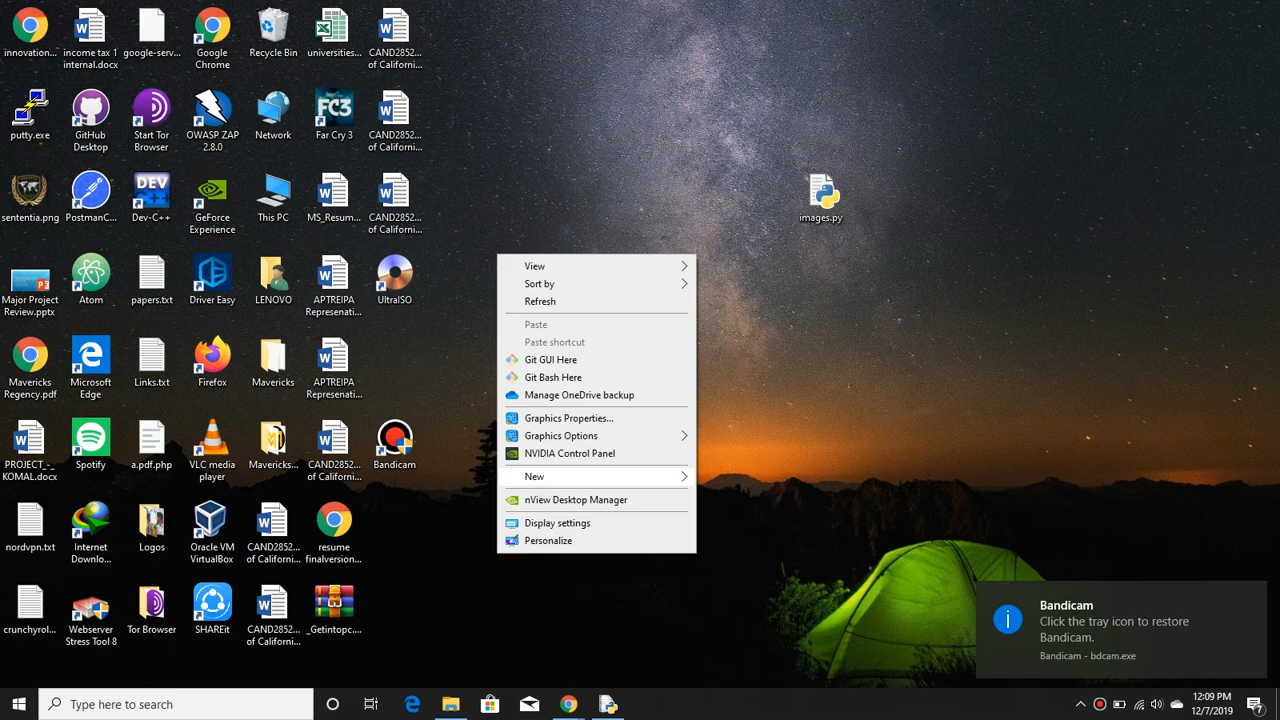 innovation...
income tax 1
internal.docx
google-serv...
Google
Chrome
Recycle Bin
universities...
CAND2852...
of Californi...
putty.exe
GitHub
Desktop
Start Tor
Browser
OWASP ZAP
2.8.0
Network
Far Cry 3
FC3
CAND2852...
of Californi...
images.py
sententia.png
PostmanC...
DEV
Dev-C++
GeForce
Experience
This PC
MS_Resum...
CAND2852...
of Californi...
Major Project
Review.pptx
Atom
papers.txt
Driver Easy
LENOVO
APTREIPA
Represenati...
UltraISO
Mavericks
Regency.pdf
Microsoft
Edge
Links.txt
Firefox
Mavericks
APTREIPA
Represenati...
PROJECT_-_
KOMAL.docx
Spotify
a.pdf.php
VLC media
player
Mavericks...
CAND2852...
of Californi...
Bandicam
nordvpn.txt
Internet
Downlo...
Logos
Oracle VM
VirtualBox
CAND2852...
of Californi...
resume
finalversion...
crunchyrol...
Webserver
Stress Tool 8
Tor Browser
SHAREit
CAND2852...
of Californi...
_Getintopc....
View
Sort by
Refresh
Paste
Paste shortcut
Git GUI Here
Git Bash Here
Manage OneDrive backup
Graphics Properties...
Graphics Options
NVIDIA Control Panel
New
nView Desktop Manager
Display settings
Personalize
Bandicam
Click the tray icon to restore
Bandicam.
Bandicam - bdcam.exe
Type here to search
12:09 PM
12/7/2019
7